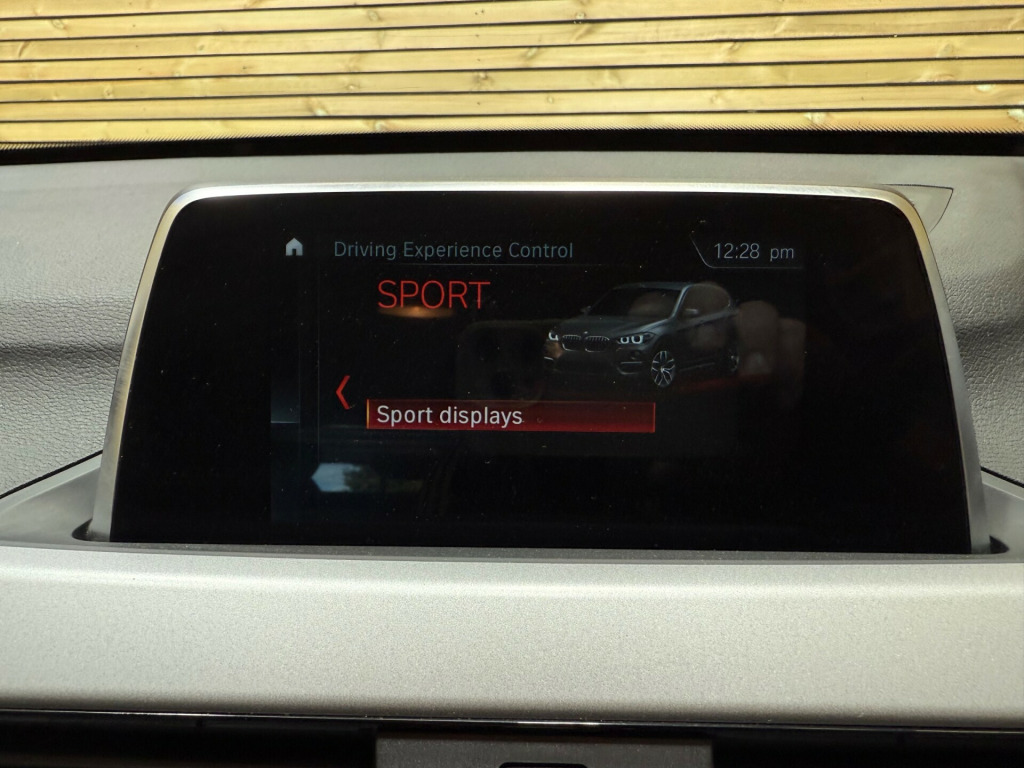 Driving Experience Control
12:28 pm
SPORT
Sport displays